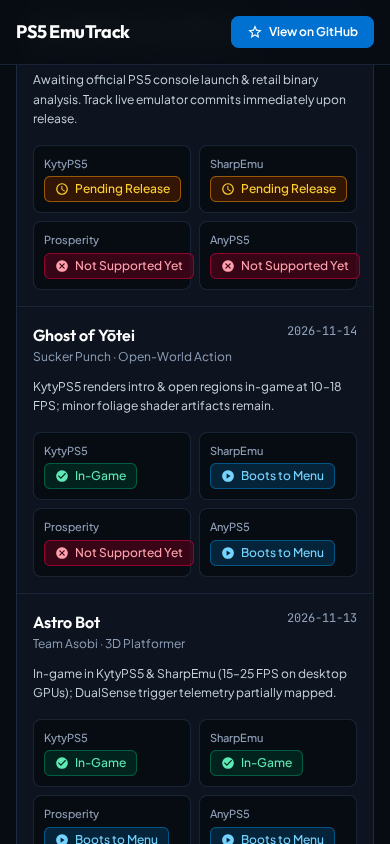 PS5 EmuTrack
View on GitHub
Awaiting official PS5 console launch & retail binary
analysis. Track live emulator commits immediately upon
release.
KytyPS5
SharpEmu
Pending Release
Pending Release
Prosperity
AnyPS5
Not Supported Yet
Not Supported Yet
Ghost of Yōtei
2026-11-14
Sucker Punch · Open-World Action
KytyPS5 renders intro & open regions in-game at 10–18
FPS; minor foliage shader artifacts remain.
KytyPS5
SharpEmu
In-Game
Boots to Menu
Prosperity
AnyPS5
Not Supported Yet
Boots to Menu
Astro Bot
2026-11-13
Team Asobi · 3D Platformer
In-game in KytyPS5 & SharpEmu (15–25 FPS on desktop
GPUs); DualSense trigger telemetry partially mapped.
KytyPS5
SharpEmu
In-Game
In-Game
Prosperity
AnyPS5
Boots to Menu
Boots to Menu